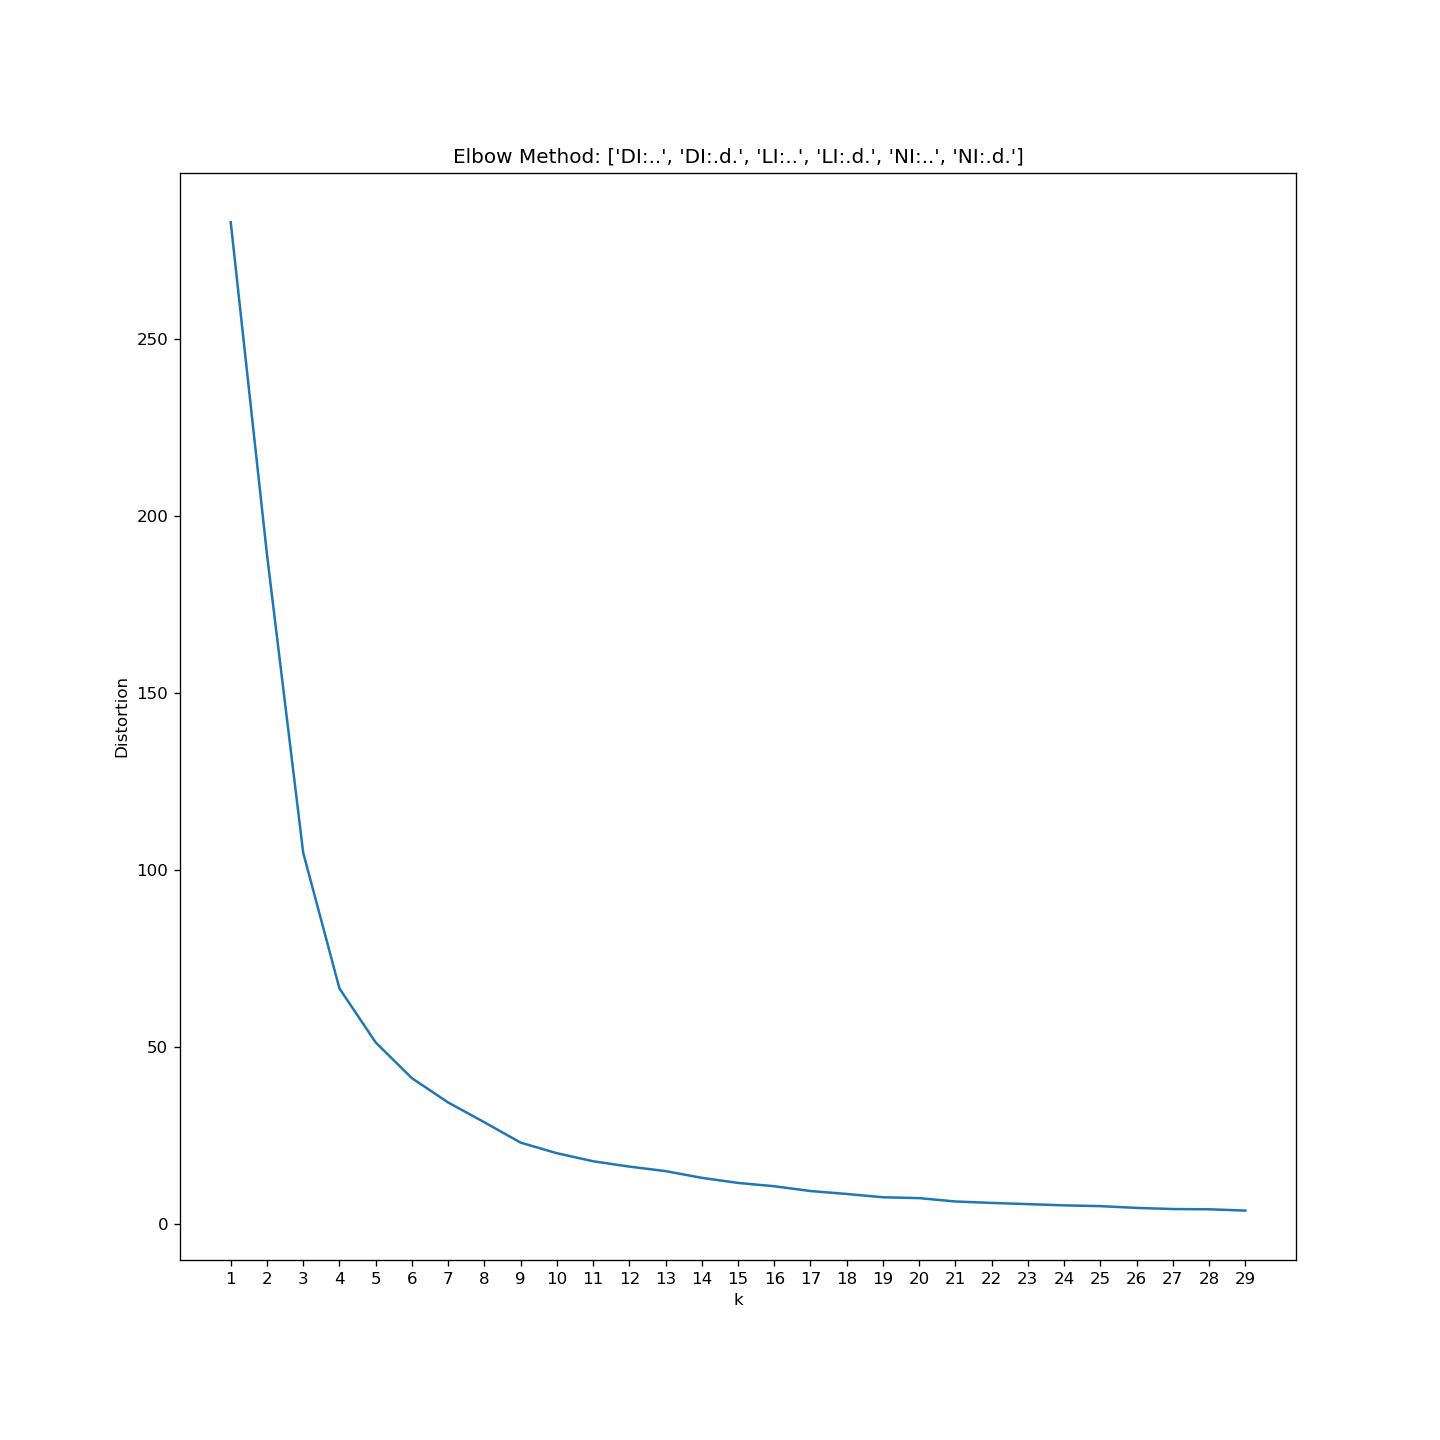 Elbow Method: ['DI:..', 'DI:.d.', 'LI:..', 'LI:.d.', 'NI:..', 'NI:.d.']
250
200
150
100
50
0
Distortion
1 2 3 4 5 6 7 8 9 10 11 12 13 14 15 16 17 18 19 20 21 22 23 24 25 26 27 28 29
k